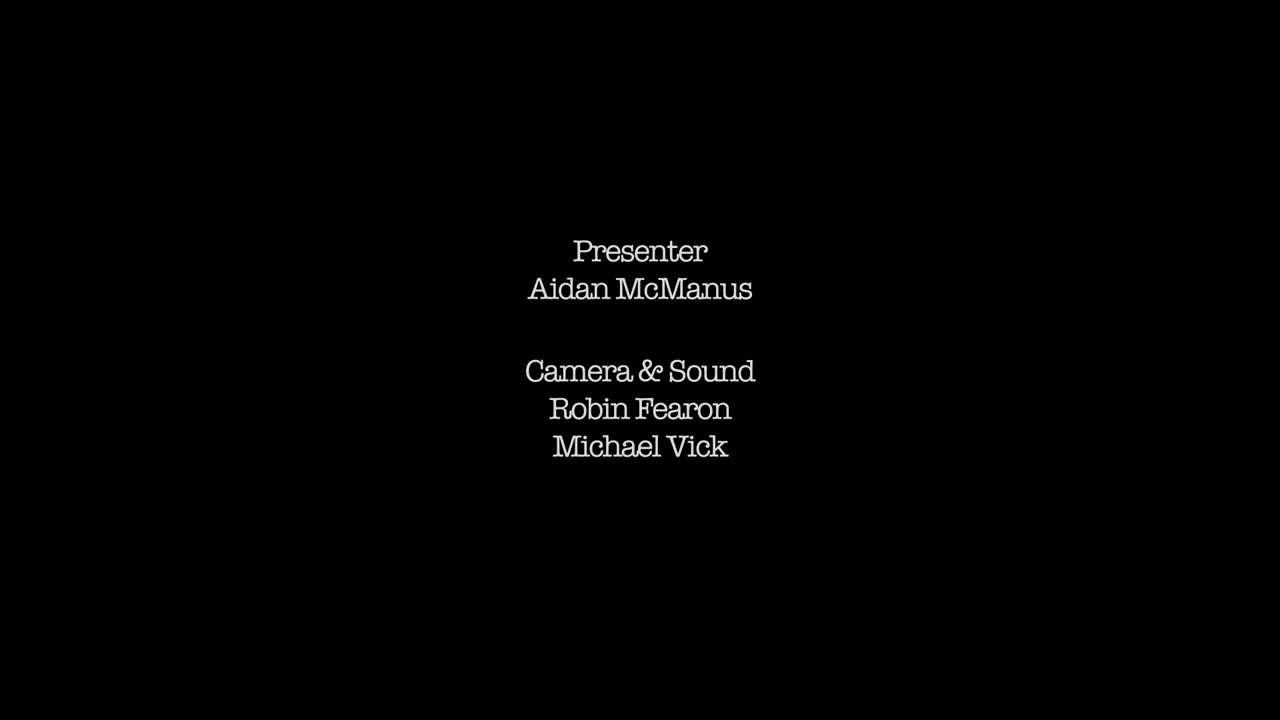 Presenter
Aidan McManus
Camera & Sound
Robin Fearon
Michael Vick